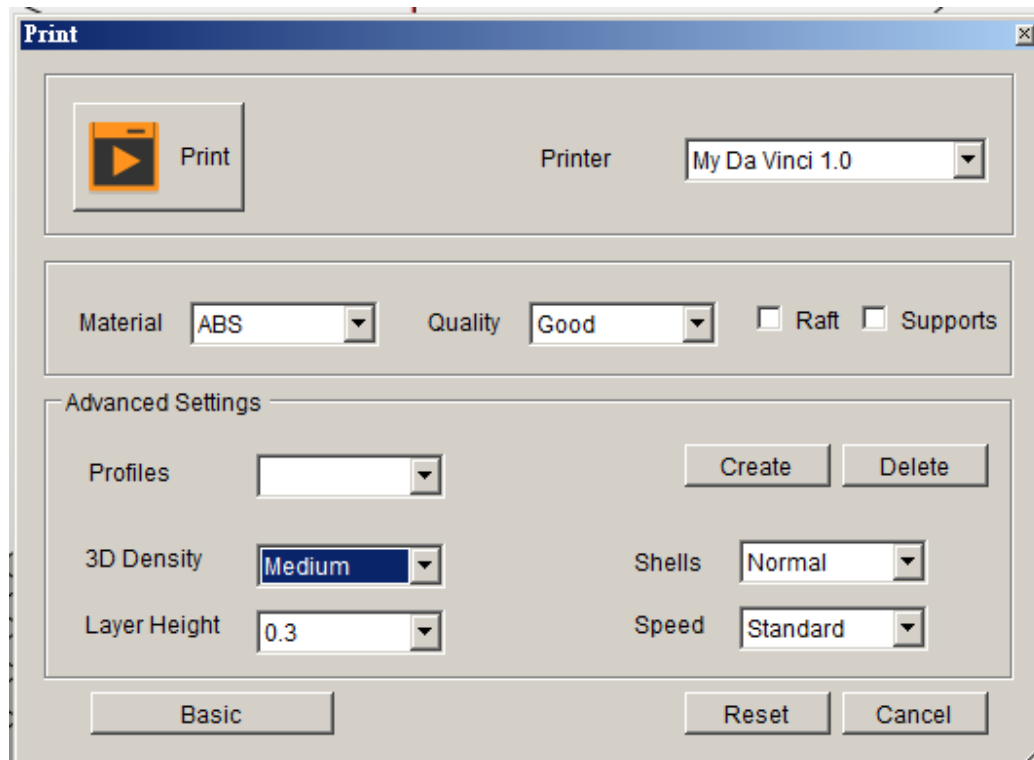 Print
Print Printer My Da Vinci 1.0
Material ABS Quality Good Raft Supports
Advanced Settings
Profiles Create Delete
3D Density Medium Shells Normal
Layer Height 0.3 Speed Standard
Basic Reset Cancel